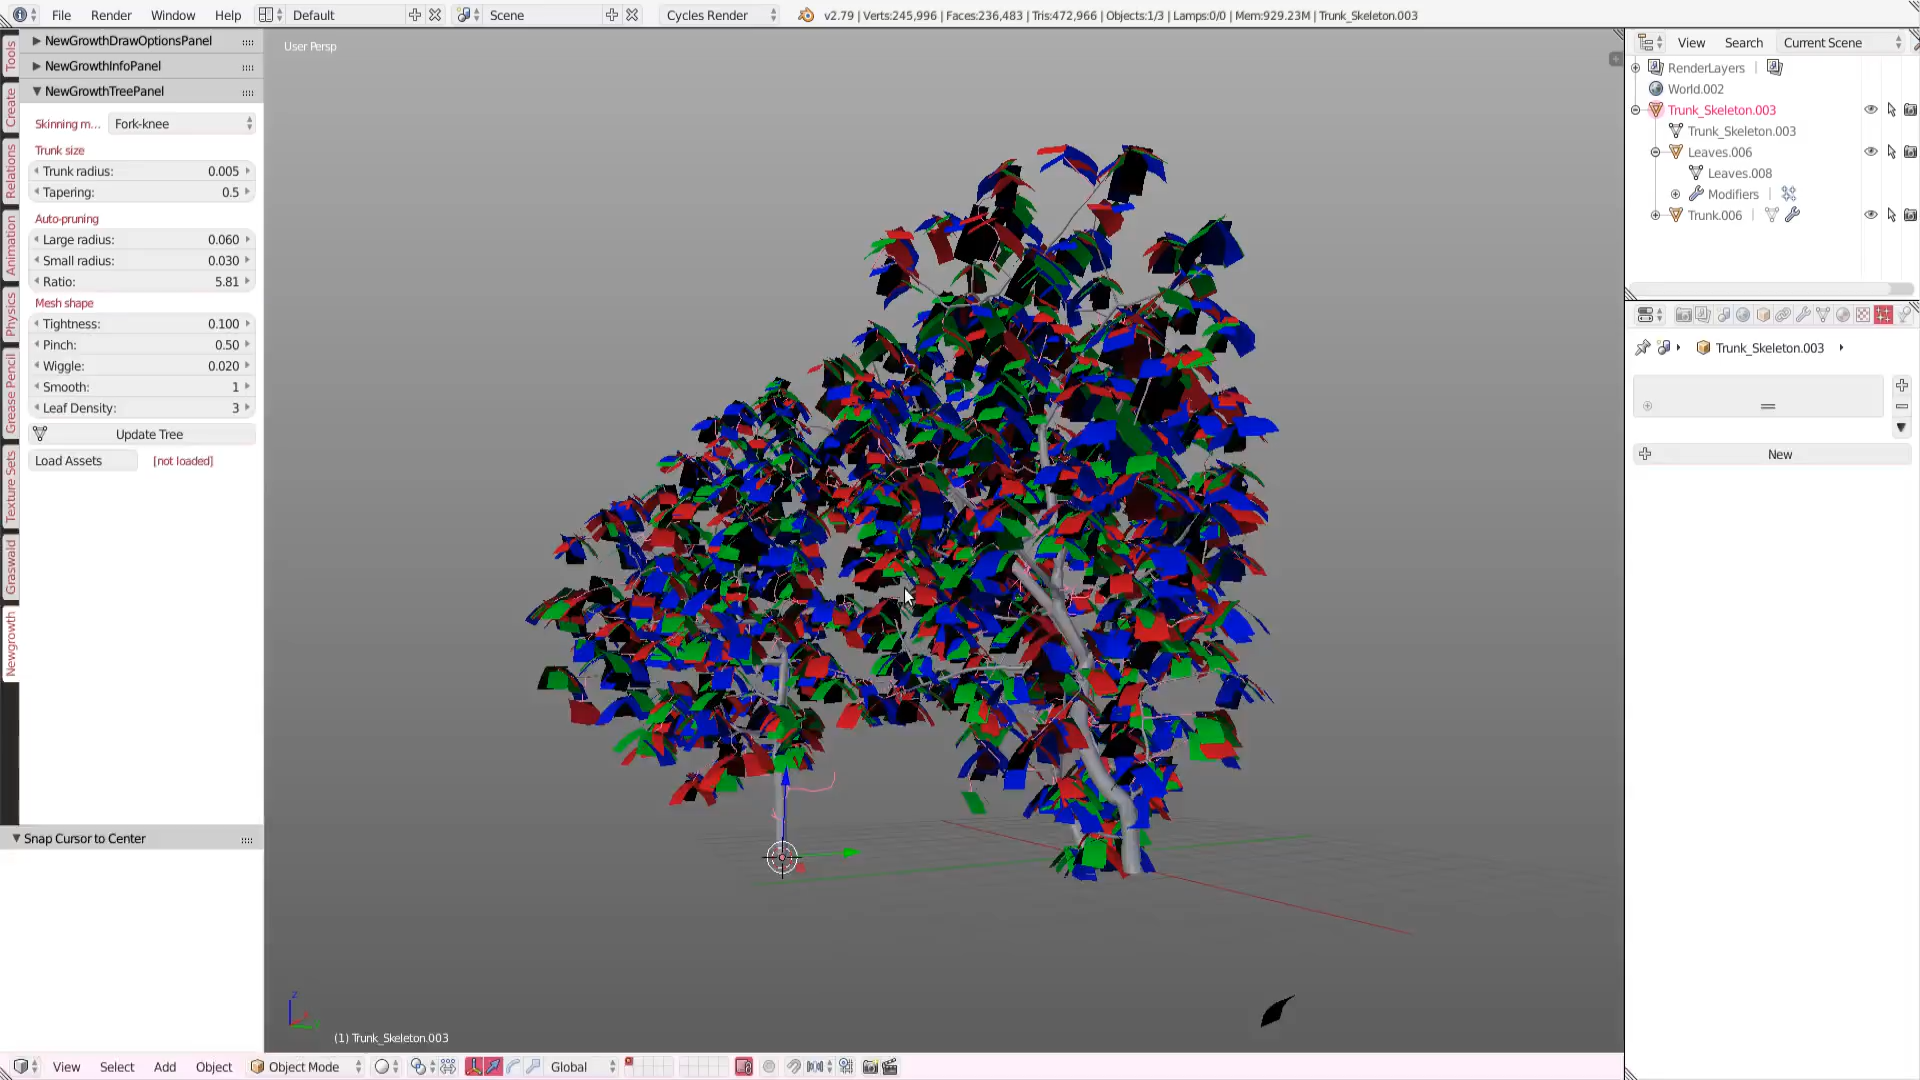 File Render Window Help Default Scene Cycles Render v2.79 | Verts:245,996 | Faces:236,483 | Tris:472,966 | Objects:1/3 | Lamps:0/0 | Mem:929.23M | Trunk_Skeleton.003
Tools
Create
Relations
Animation
Physics
Grease Pencil
Texture Sets
Graswald
Newgrowth
NewGrowthDrawOptionsPanel
NewGrowthInfoPanel
NewGrowthTreePanel
Skinning m... Fork-knee
Trunk size
Trunk radius: 0.005
Tapering: 0.5
Auto-pruning
Large radius: 0.060
Small radius: 0.030
Ratio: 5.81
Mesh shape
Tightness: 0.100
Pinch: 0.50
Wiggle: 0.020
Smooth: 1
Leaf Density: 3
Update Tree
Load Assets [not loaded]
Snap Cursor to Center
User Persp
(1) Trunk_Skeleton.003
View Select Add Object Object Mode Global
View Search Current Scene
RenderLayers
World.002
Trunk_Skeleton.003
Trunk_Skeleton.003
Leaves.006
Leaves.008
Modifiers
Trunk.006
Trunk_Skeleton.003
New